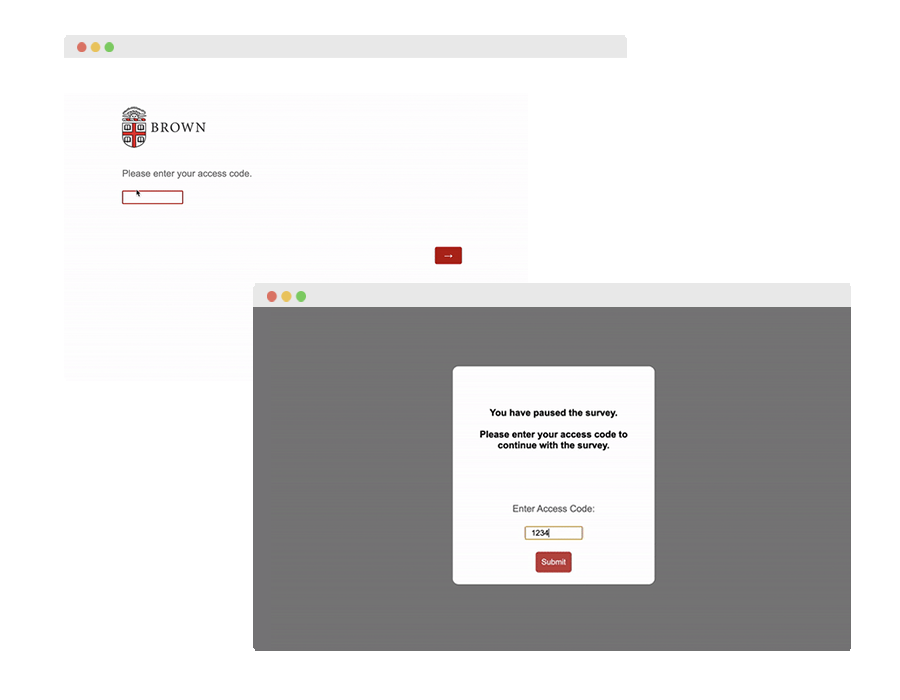 BROWN
Please enter your access code.
→
You have paused the survey.
Please enter your access code to
continue with the survey.
Enter Access Code:
1234
Submit